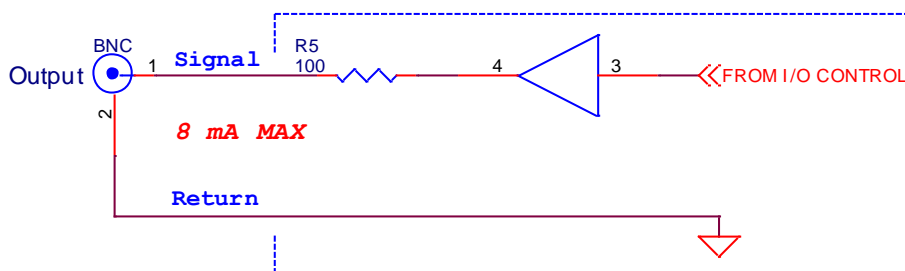 BNC
Output
1
Signal
R5
100
4
3
FROM I/O CONTROL
2
8 mA MAX
Return